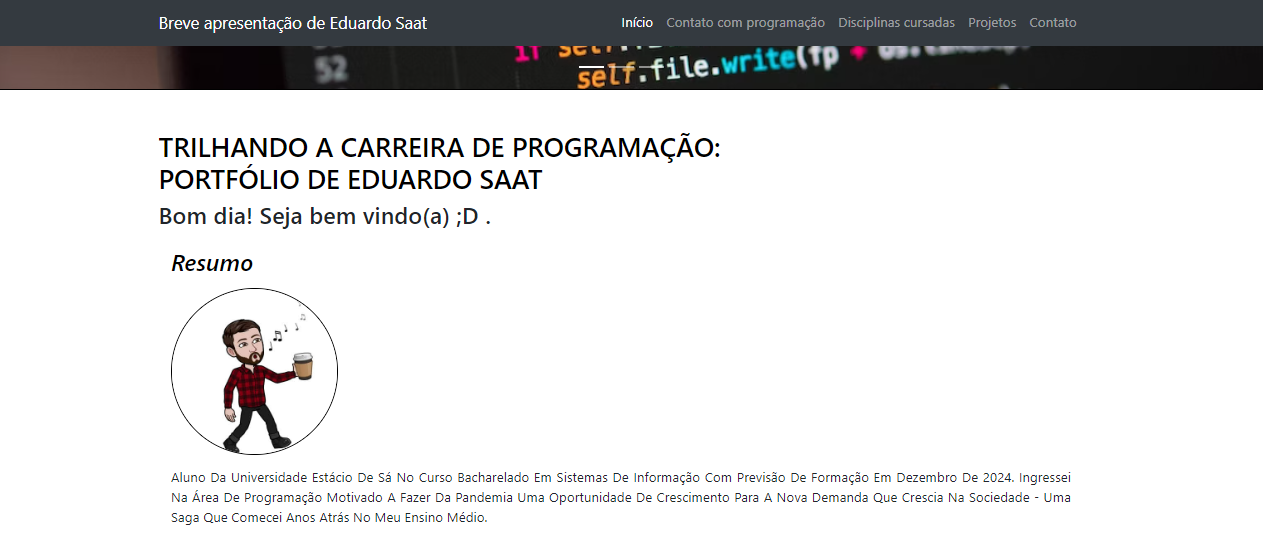 Breve apresentação de Eduardo Saat
Início Contato com programação Disciplinas cursadas Projetos Contato
52
self.file.write(fp +
TRILHANDO A CARREIRA DE PROGRAMAÇÃO:
PORTFÓLIO DE EDUARDO SAAT
Bom dia! Seja bem vindo(a) ;D .
Resumo
Aluno Da Universidade Estácio De Sá No Curso Bacharelado Em Sistemas De Informação Com Previsão De Formação Em Dezembro De 2024. Ingressei
Na Área De Programação Motivado A Fazer Da Pandemia Uma Oportunidade De Crescimento Para A Nova Demanda Que Crescia Na Sociedade - Uma
Saga Que Comecei Anos Atrás No Meu Ensino Médio.